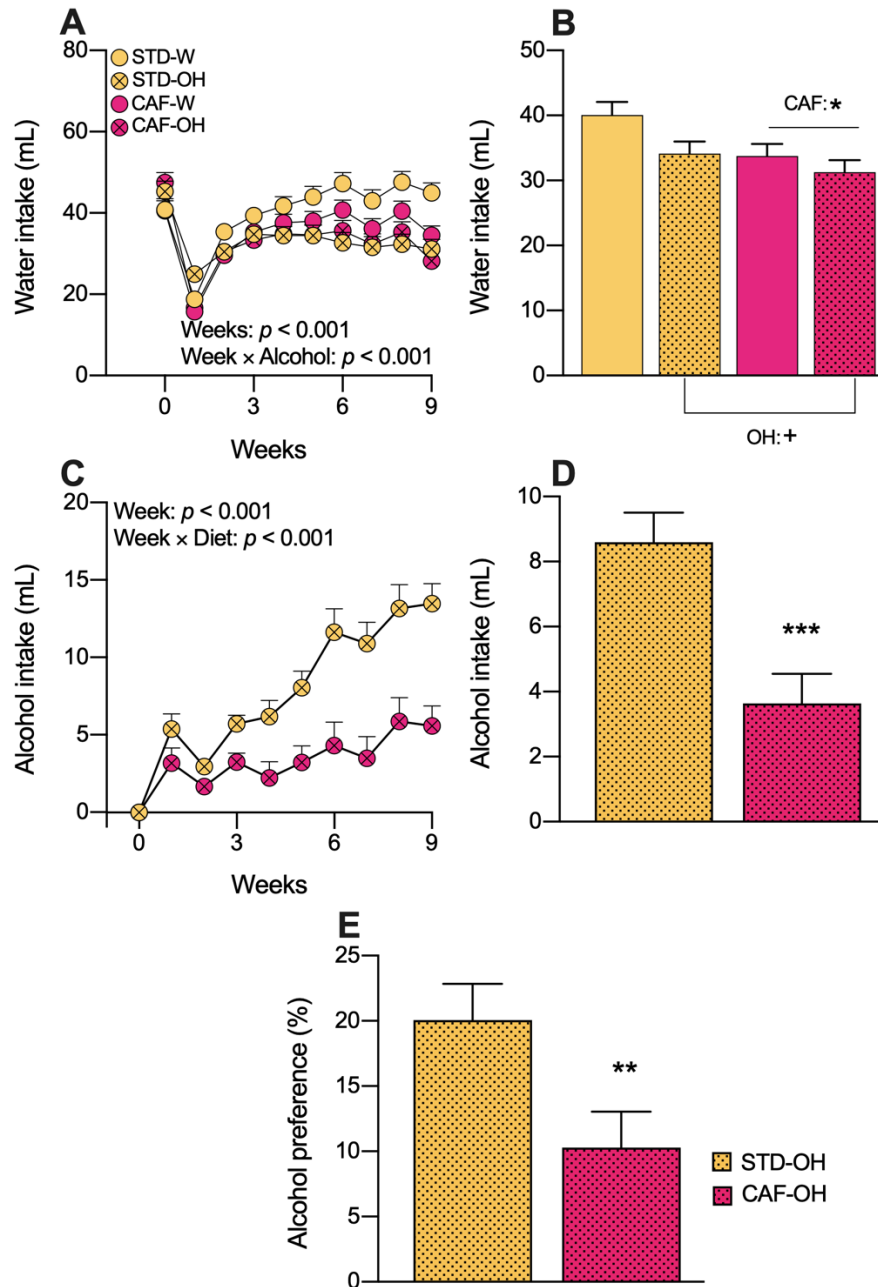 A
80
60
40
20
0
Water intake (mL)
STD-W
STD-OH
CAF-W
CAF-OH
Weeks: p < 0.001
Week × Alcohol: p < 0.001
0 3 6 9
Weeks
B
50
40
30
20
10
0
Water intake (mL)
CAF: *
OH: +
C
20
15
10
5
0
Alcohol intake (mL)
Week: p < 0.001
Week × Diet: p < 0.001
0 3 6 9
Weeks
D
10
8
6
4
2
0
Alcohol intake (mL)
***
E
25
20
15
10
5
0
Alcohol preference (%)
**
STD-OH
CAF-OH